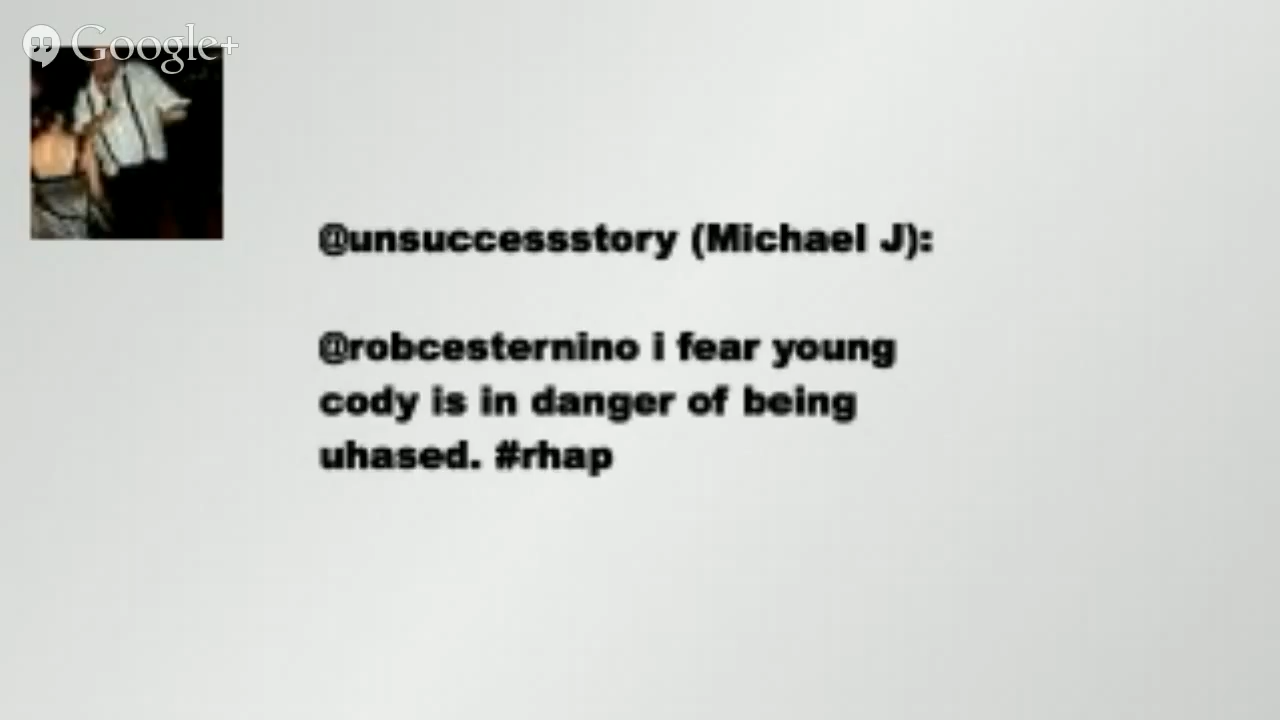 Google+
@unsuccessstory (Michael J):
@robcesternino i fear young
cody is in danger of being
uhased. #rhap